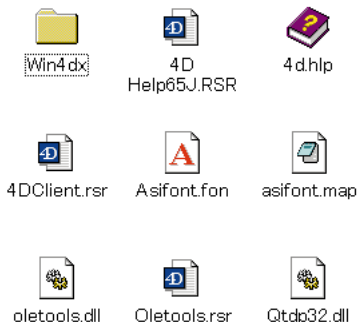 Win4dx
4D
Help65J.RSR
4d.hlp
4DClient.rsr
Asifont.fon
asifont.map
oletools.dll
Oletools.rsr
Qtdp32.dll